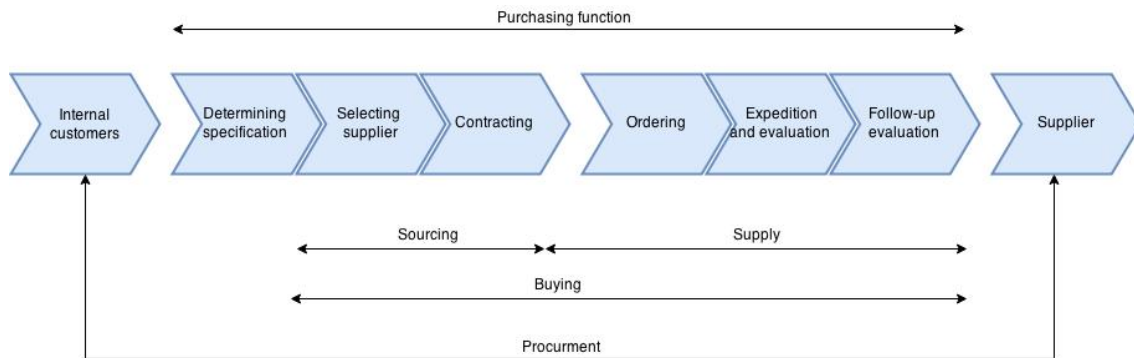 Purchasing function
Internal
customers
Determining
specification
Selecting
supplier
Contracting
Ordering
Expedition
and evaluation
Follow-up
evaluation
Supplier
Sourcing
Supply
Buying
Procurment